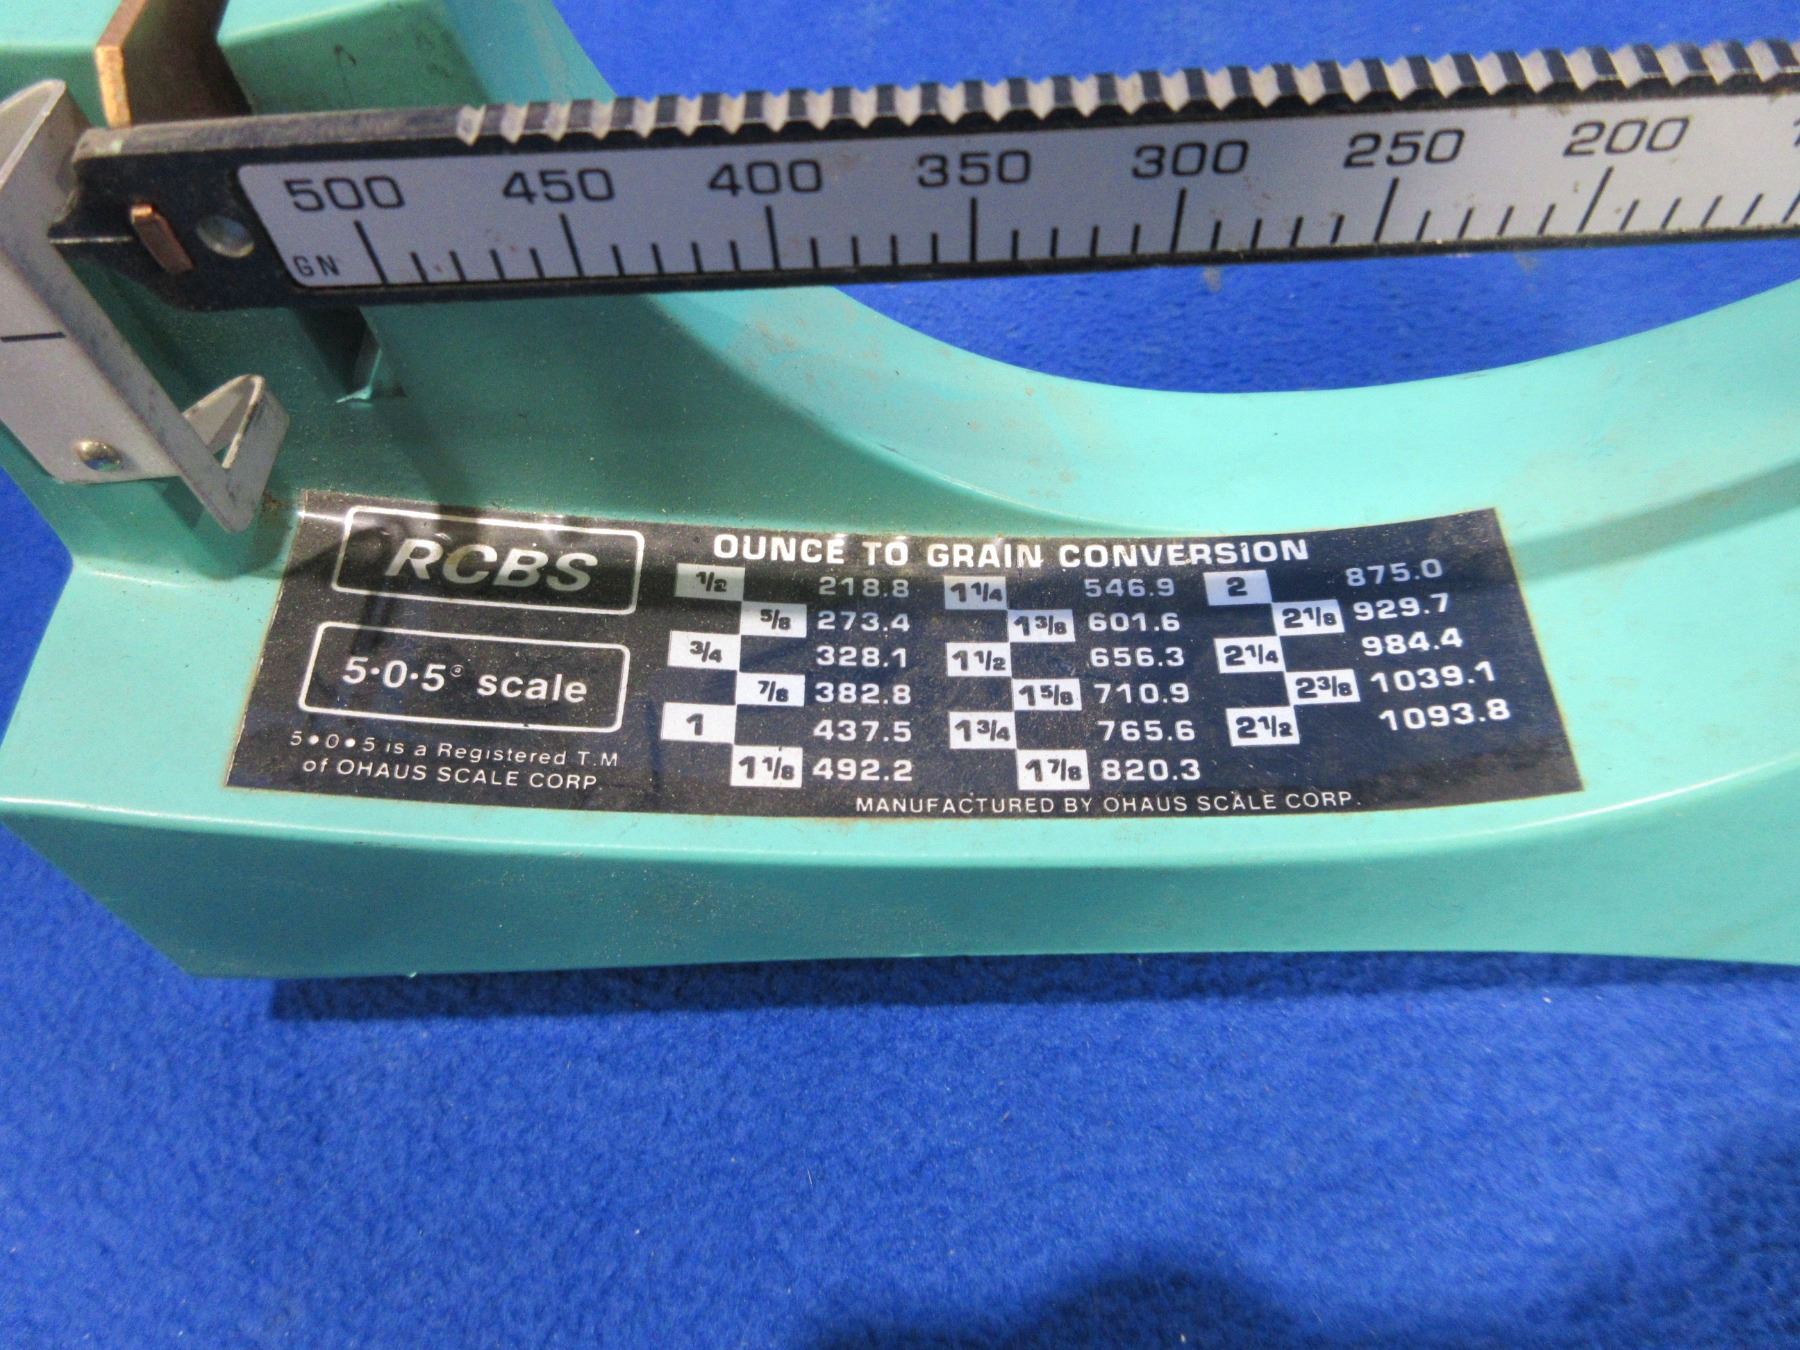 500 450 400 350 300 250 200
GN
RCBS
5•0•5® scale
5•0•5 is a Registered T.M
of OHAUS SCALE CORP.
OUNCE TO GRAIN CONVERSION
1/2 218.8 1 1/4 546.9 2 875.0
5/8 273.4 1 3/8 601.6 2 1/8 929.7
3/4 328.1 1 1/2 656.3 2 1/4 984.4
7/8 382.8 1 5/8 710.9 2 3/8 1039.1
1 437.5 1 3/4 765.6 2 1/2 1093.8
1 1/8 492.2 1 7/8 820.3
MANUFACTURED BY OHAUS SCALE CORP.